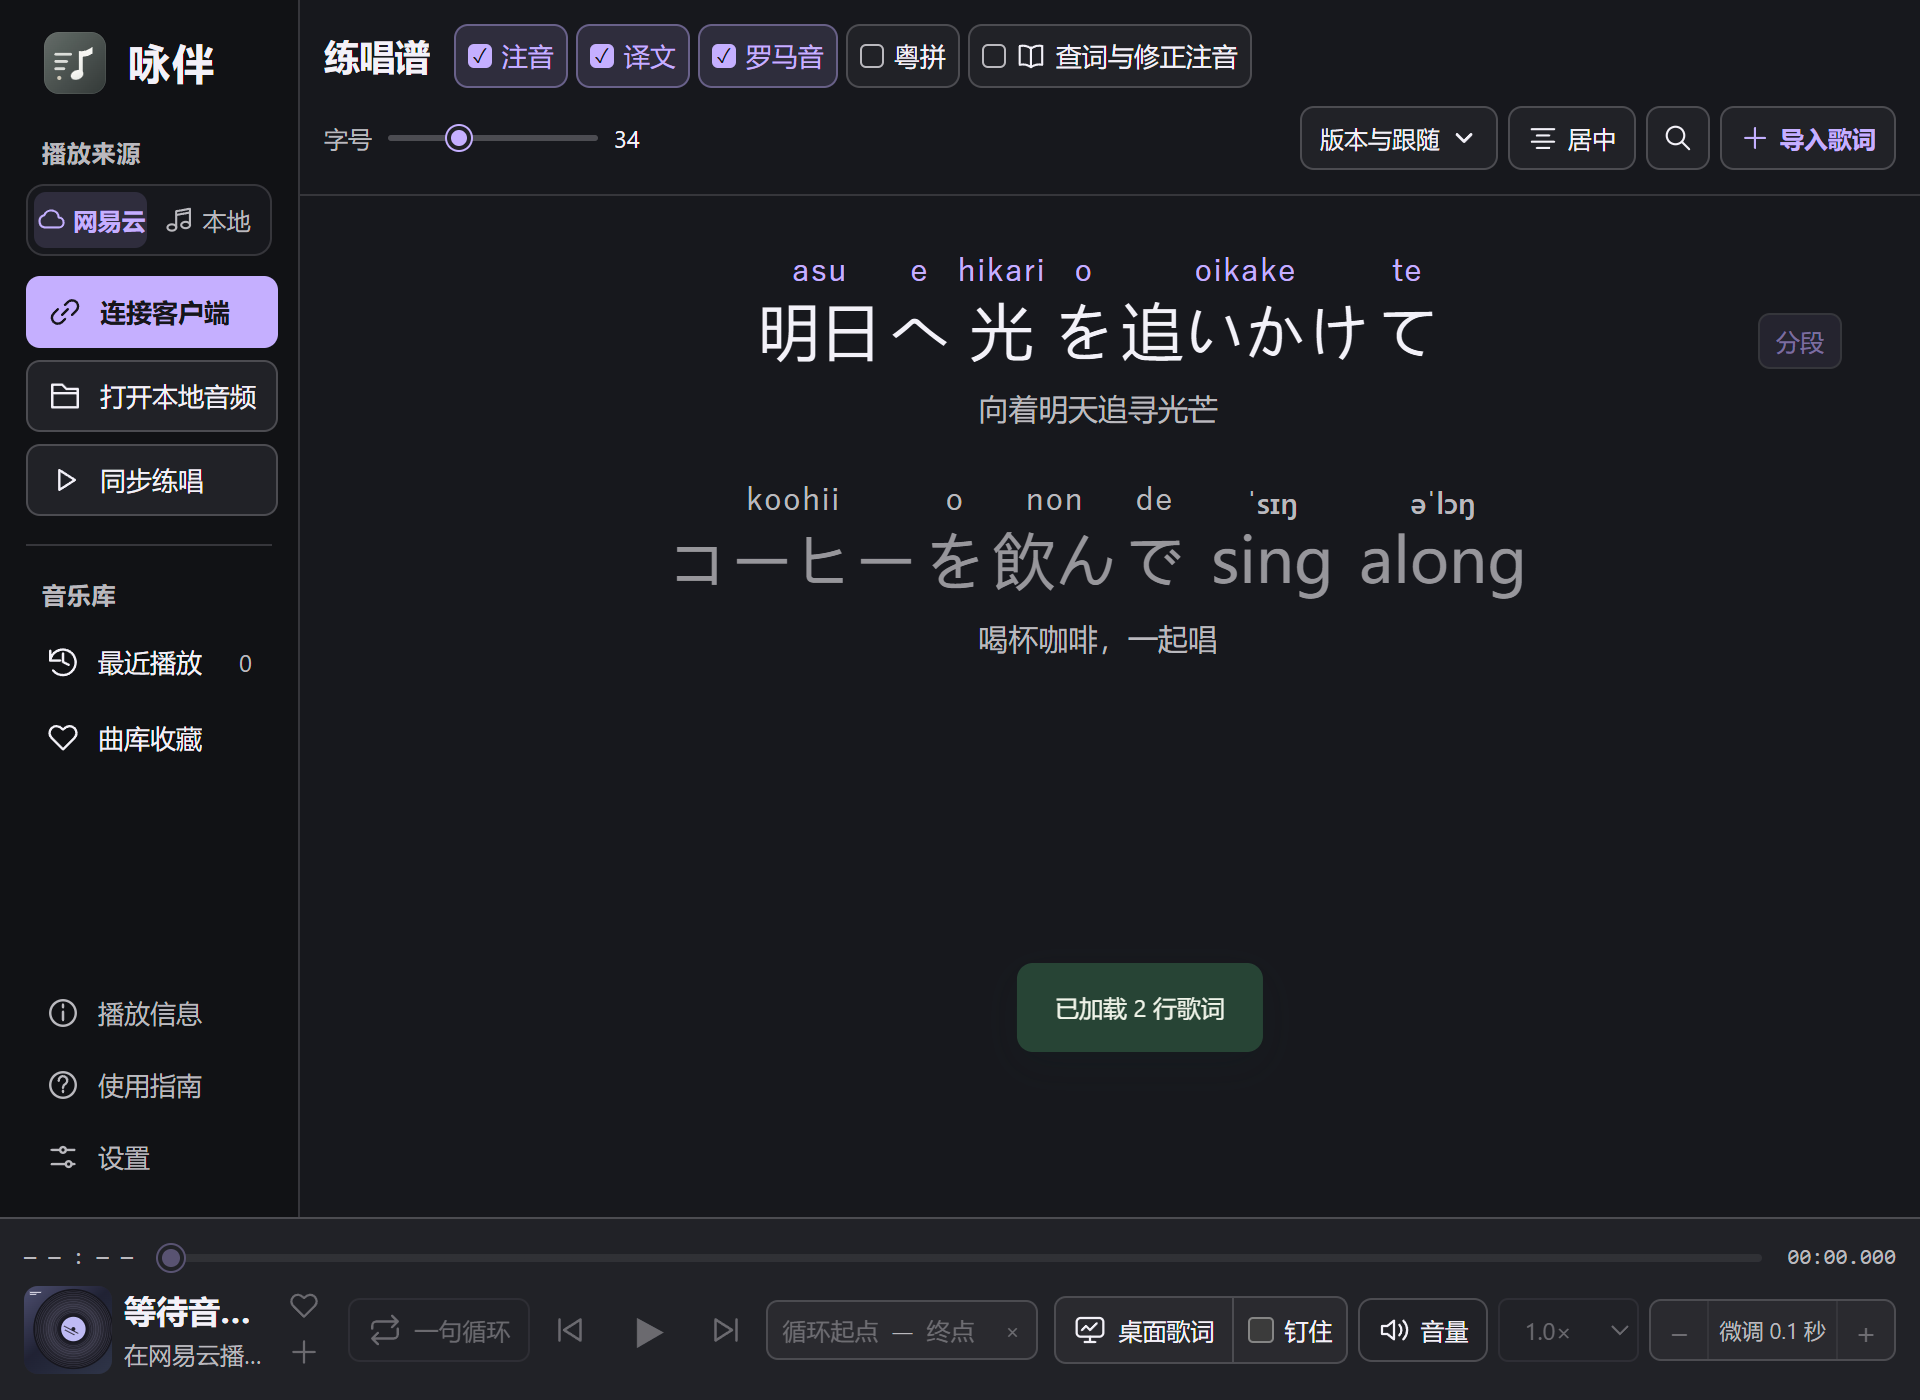 咏伴
播放来源
网易云 本地
连接客户端
打开本地音频
同步练唱
音乐库
最近播放 0
曲库收藏
播放信息
使用指南
设置
练唱谱 注音 译文 罗马音 粤拼 查词与修正注音
字号 34 版本与跟随 居中 导入歌词
asu e hikari o oikake te
明日へ光を追いかけて
分段
向着明天追寻光芒
koohii o non de ˈsɪŋ əˈlɔŋ
コーヒーを飲んで sing along
喝杯咖啡，一起唱
已加载 2 行歌词
--:-- 00:00.000
等待音...
在网易云播...
一句循环 循环起点 — 终点 × 桌面歌词 钉住 音量 1.0× − 微调 0.1 秒 +